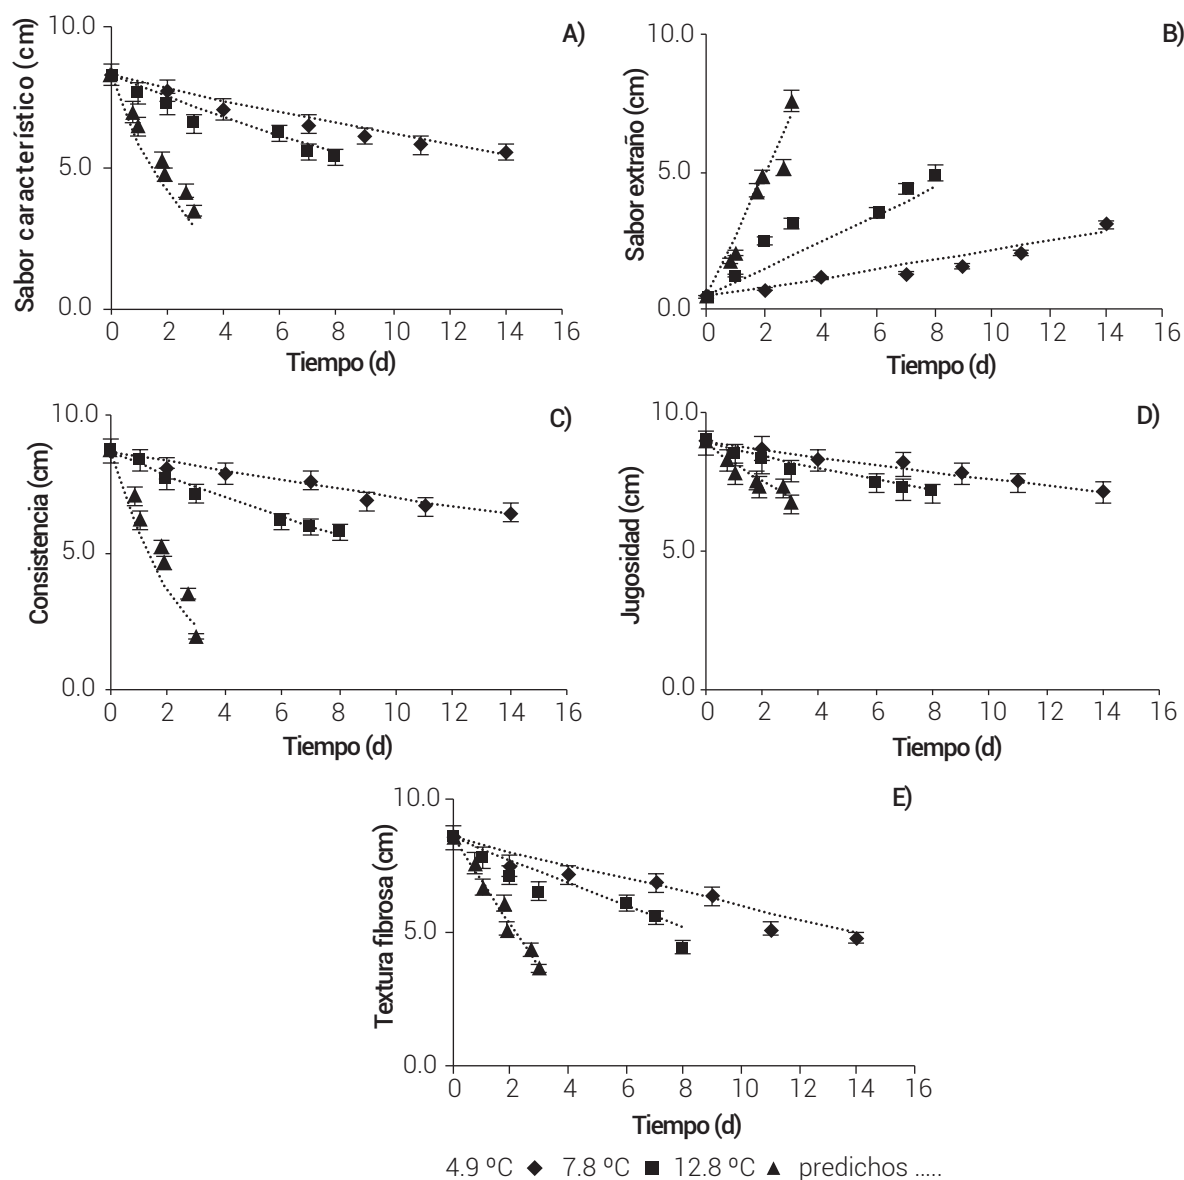 A)
Sabor característico (cm)
10.0
5.0
0.0
0 2 4 6 8 10 12 14 16
Tiempo (d)
B)
Sabor extraño (cm)
10.0
5.0
0.0
0 2 4 6 8 10 12 14 16
Tiempo (d)
C)
Consistencia (cm)
10.0
5.0
0.0
0 2 4 6 8 10 12 14 16
Tiempo (d)
D)
Jugosidad (cm)
10.0
5.0
0.0
0 2 4 6 8 10 12 14 16
Tiempo (d)
E)
Textura fibrosa (cm)
10.0
5.0
0.0
0 2 4 6 8 10 12 14 16
Tiempo (d)
4.9 ºC ◆ 7.8 ºC ■ 12.8 ºC ▲ predichos .....